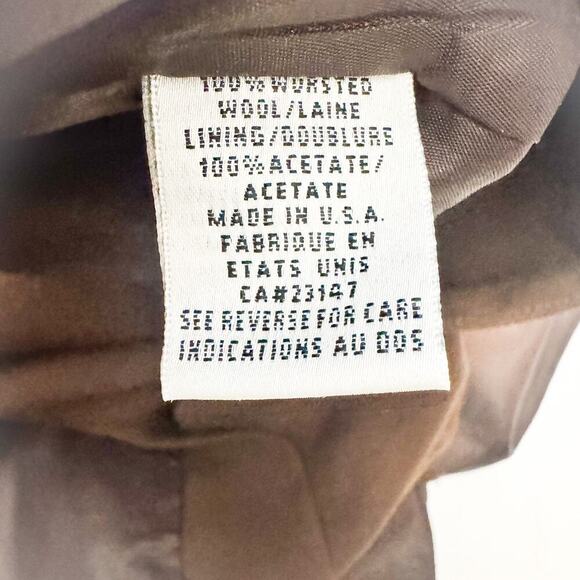 100% WORSTED
WOOL/LAINE
LINING/DOUBLURE
100% ACETATE/
ACETATE
MADE IN U.S.A.
FABRIQUE EN
ETATS UNIS
CA#23147
SEE REVERSE FOR CARE
INDICATIONS AU DOS